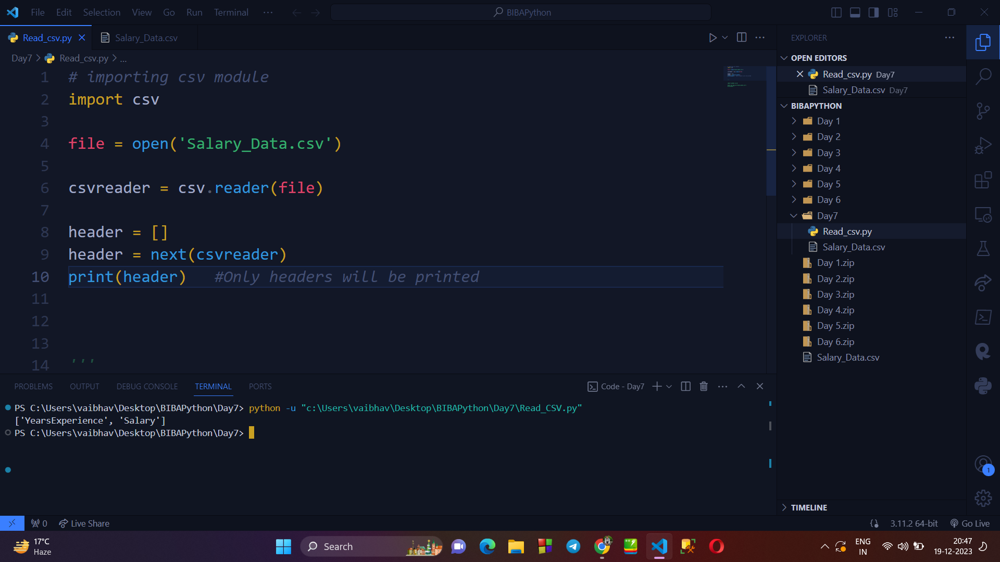 File Edit Selection View Go Run Terminal ... BIBAPython
Read_csv.py Salary_Data.csv
Day7 > Read_csv.py > ...
1 # importing csv module
2 import csv
3
4 file = open('Salary_Data.csv')
5
6 csvreader = csv.reader(file)
7
8 header = []
9 header = next(csvreader)
10 print(header) #Only headers will be printed
11
12
13
14 '''
EXPLORER
OPEN EDITORS
Read_csv.py Day7
Salary_Data.csv Day7
BIBAPYTHON
Day 1
Day 2
Day 3
Day 4
Day 5
Day 6
Day7
Read_csv.py
Salary_Data.csv
Day 1.zip
Day 2.zip
Day 3.zip
Day 4.zip
Day 5.zip
Day 6.zip
Salary_Data.csv
TIMELINE
PROBLEMS OUTPUT DEBUG CONSOLE TERMINAL PORTS Code - Day7
PS C:\Users\vaibhav\Desktop\BIBAPython\Day7> python -u "c:\Users\vaibhav\Desktop\BIBAPython\Day7\Read_CSV.py"
['YearsExperience', 'Salary']
PS C:\Users\vaibhav\Desktop\BIBAPython\Day7>
1
0 Live Share 3.11.2 64-bit Go Live
17°C
Haze
Search
ENG
IN
20:47
19-12-2023